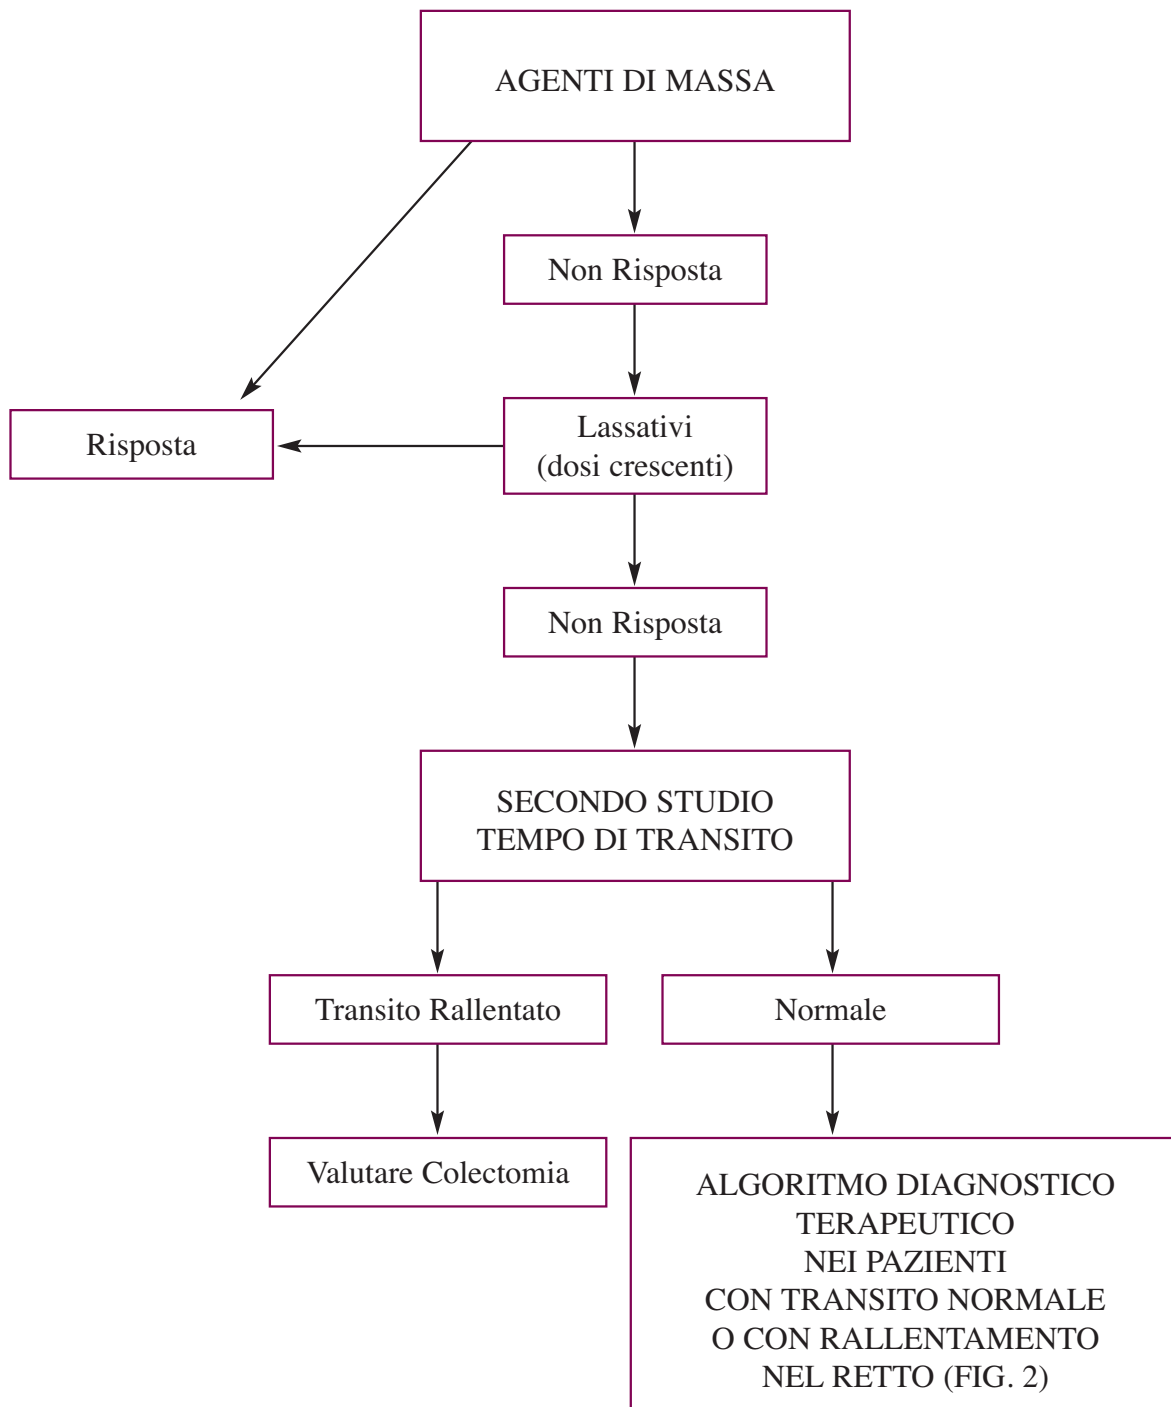 AGENTI DI MASSA
Non Risposta
Risposta
Lassativi
(dosi crescenti)
Non Risposta
SECONDO STUDIO
TEMPO DI TRANSITO
Transito Rallentato
Normale
Valutare Colectomia
ALGORITMO DIAGNOSTICO
TERAPEUTICO
NEI PAZIENTI
CON TRANSITO NORMALE
O CON RALLENTAMENTO
NEL RETTO (FIG. 2)